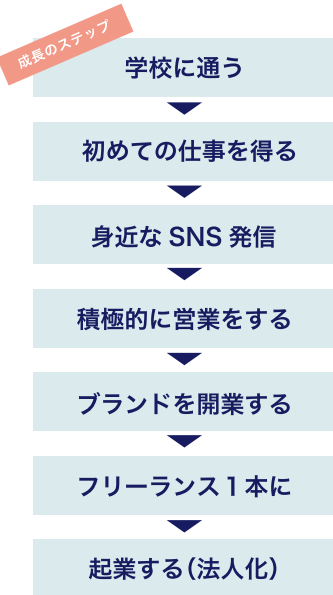 成長のステップ
学校に通う
初めての仕事を得る
身近な SNS 発信
積極的に営業をする
ブランドを開業する
フリーランス1本に
起業する（法人化）